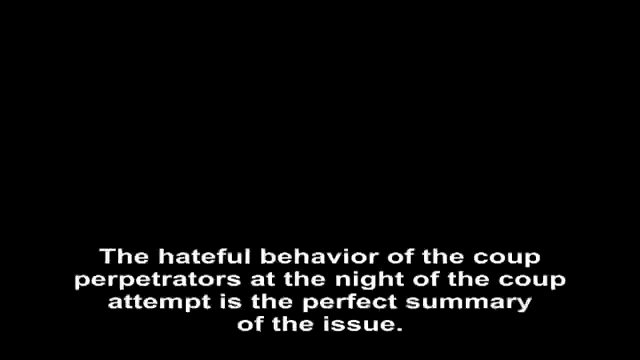 The hateful behavior of the coup
perpetrators at the night of the coup
attempt is the perfect summary
of the issue.